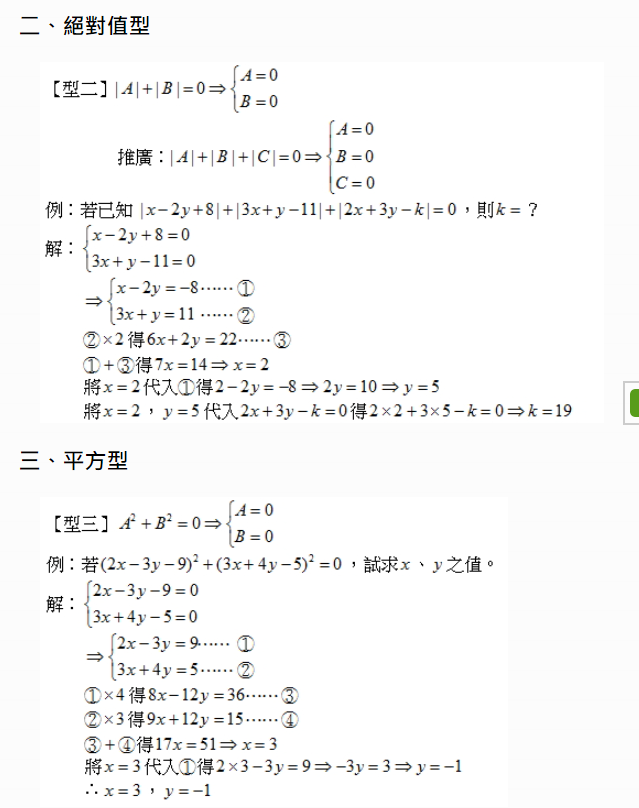 二、絕對值型
【型二】|A|+|B|=0⇒{A=0
B=0
推廣：|A|+|B|+|C|=0⇒{A=0
B=0
C=0
例：若已知 |x−2y+8|+|3x+y−11|+|2x+3y−k|=0，則k=？
解：{x−2y+8=0
3x+y−11=0
⇒{x−2y=−8⋯⋯①
3x+y=11⋯⋯②
②×2得6x+2y=22⋯⋯③
①+③得7x=14⇒x=2
將x=2代入①得2−2y=−8⇒2y=10⇒y=5
將x=2，y=5代入2x+3y−k=0得2×2+3×5−k=0⇒k=19
三、平方型
【型三】A²+B²=0⇒{A=0
B=0
例：若(2x−3y−9)²+(3x+4y−5)²=0，試求x、y之值。
解：{2x−3y−9=0
3x+4y−5=0
⇒{2x−3y=9⋯⋯①
3x+4y=5⋯⋯②
①×4得8x−12y=36⋯⋯③
②×3得9x+12y=15⋯⋯④
③+④得17x=51⇒x=3
將x=3代入①得2×3−3y=9⇒−3y=3⇒y=−1
∴x=3，y=−1